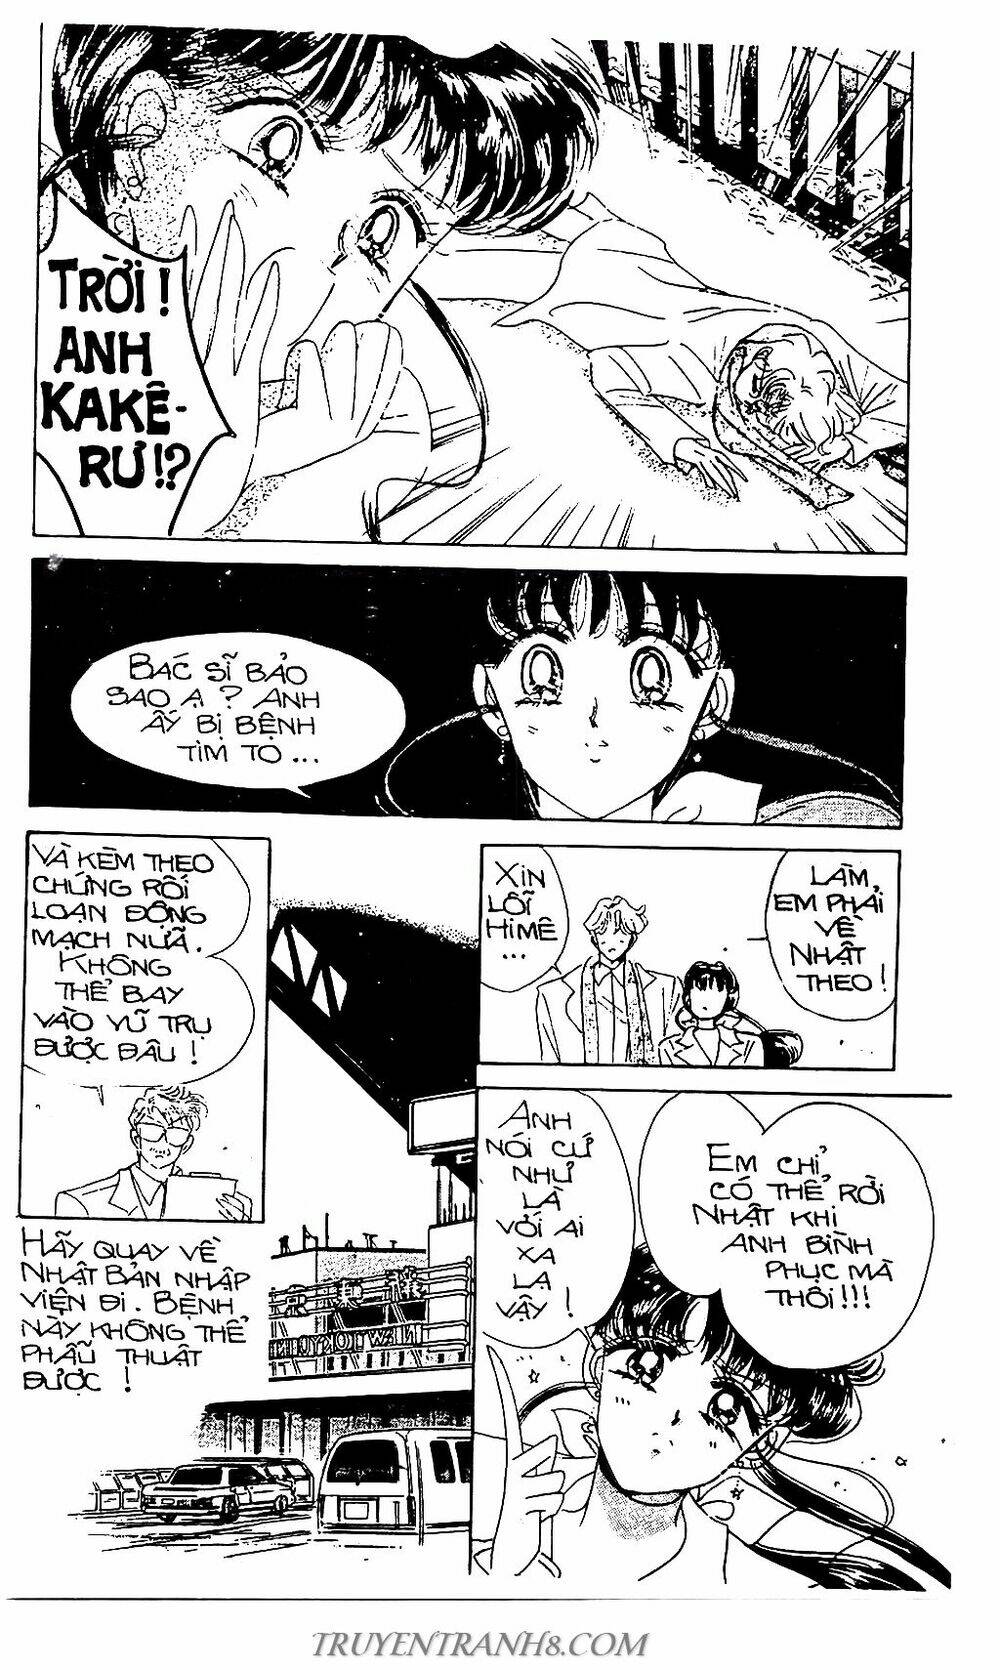 TRỜI!
ANH
KAKÊ-
RƯ!?
BÁC SĨ BẢO
SAO Ạ? ANH
ẤY BỊ BỆNH
TIM TO...
VÀ KÈM THEO
CHỨNG RỐI
LOẠN ĐỘNG
MẠCH NỮA.
KHÔNG
THỂ BAY
VÀO VŨ TRỤ
ĐƯỢC ĐÂU!
HÃY QUAY VỀ
NHẬT BẢN NHẬP
VIỆN ĐI. BỆNH
NÀY KHÔNG THỂ
PHẪU THUẬT
ĐƯỢC!
XIN
LỖI
HIMÊ
...
LÀM,
EM PHẢI
VỀ
NHẬT
THEO!
ANH
NÓI CỨ
NHƯ
LÀ
VỚI AI
XA
LẠ
VẬY!
EM CHỈ
CÓ THỂ RỜI
NHẬT KHI
ANH BÌNH
PHỤC MÀ
THÔI!!!
TRUYENTRANH8.COM